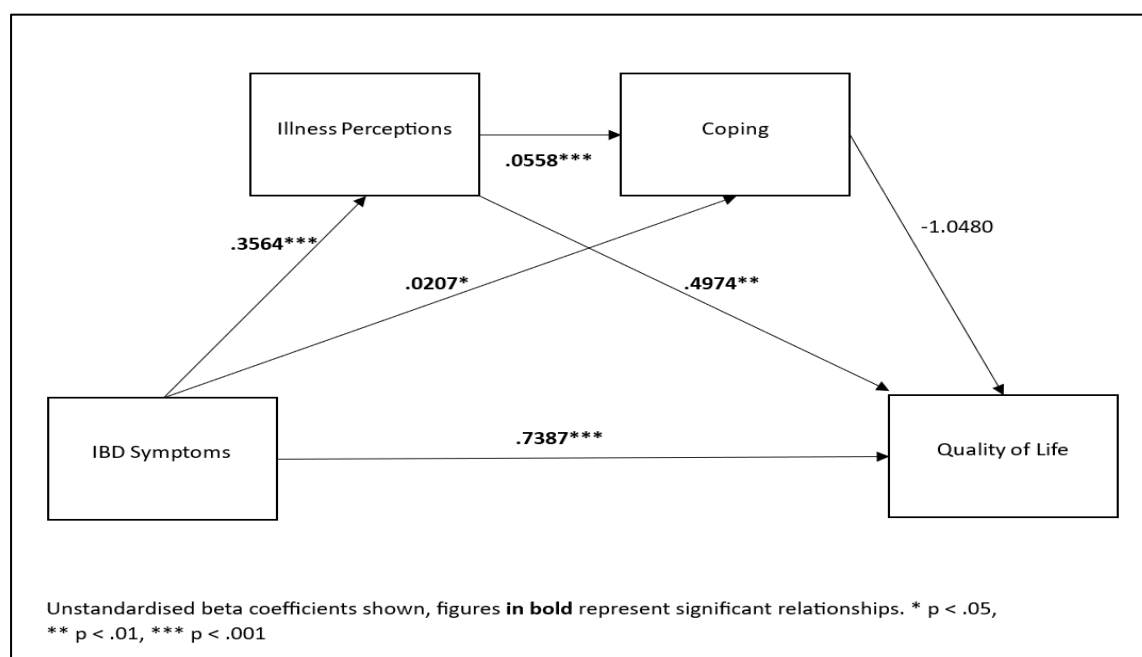 Illness Perceptions
Coping
.0558***
.3564***
-1.0480
.0207*
.4974**
IBD Symptoms
.7387***
Quality of Life
Unstandardised beta coefficients shown, figures in bold represent significant relationships. * p < .05,
** p < .01, *** p < .001